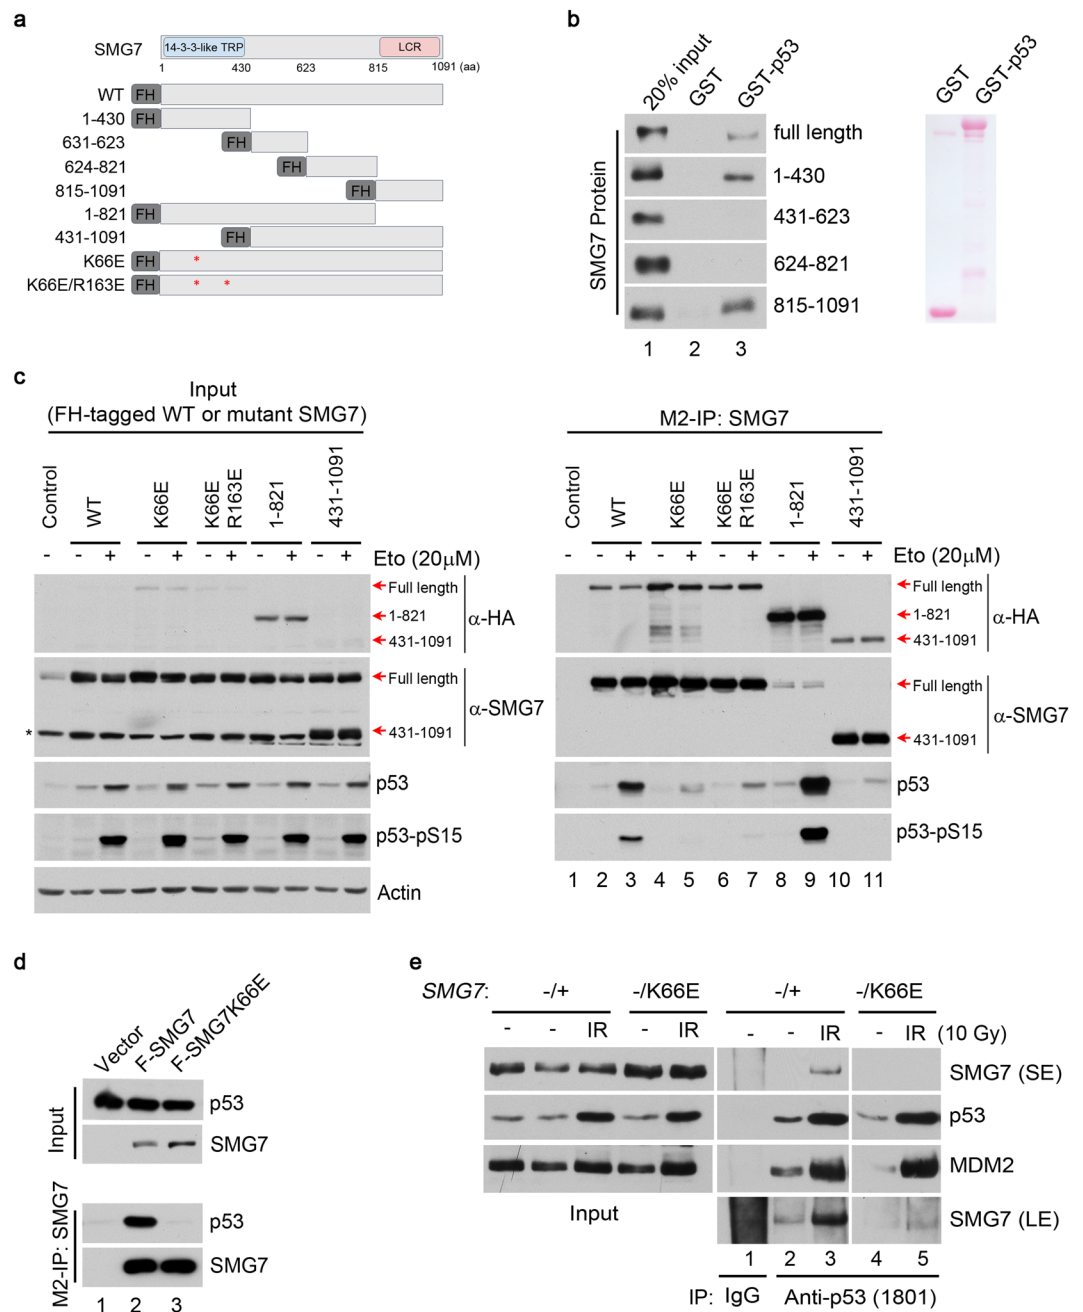 a
SMG7
14-3-3-like TRP
LCR
1
430
623
815
1091 (aa)
WT FH
1-430 FH
631-623 FH
624-821 FH
815-1091 FH
1-821 FH
431-1091 FH
K66E FH *
K66E/R163E FH * *
b
20% input
GST
GST-p53
SMG7 Protein
full length
1-430
431-623
624-821
815-1091
1 2 3
GST
GST-p53
c
Input
(FH-tagged WT or mutant SMG7)
Control
WT
K66E
K66E
R163E
1-821
431-1091
- - + - + - + - + - + Eto (20μM)
Full length
1-821
431-1091
α-HA
Full length
431-1091
α-SMG7
*
p53
p53-pS15
Actin
M2-IP: SMG7
Control
WT
K66E
K66E
R163E
1-821
431-1091
- - + - + - + - + - + Eto (20μM)
Full length
1-821
431-1091
α-HA
Full length
431-1091
α-SMG7
p53
p53-pS15
1 2 3 4 5 6 7 8 9 10 11
d
Vector
F-SMG7
F-SMG7K66E
Input
p53
SMG7
M2-IP: SMG7
p53
SMG7
1 2 3
e
SMG7: -/+ -/K66E -/+ -/K66E
- - IR - IR - - IR - IR (10 Gy)
SMG7 (SE)
p53
MDM2
Input
SMG7 (LE)
1 2 3 4 5
IP: IgG Anti-p53 (1801)